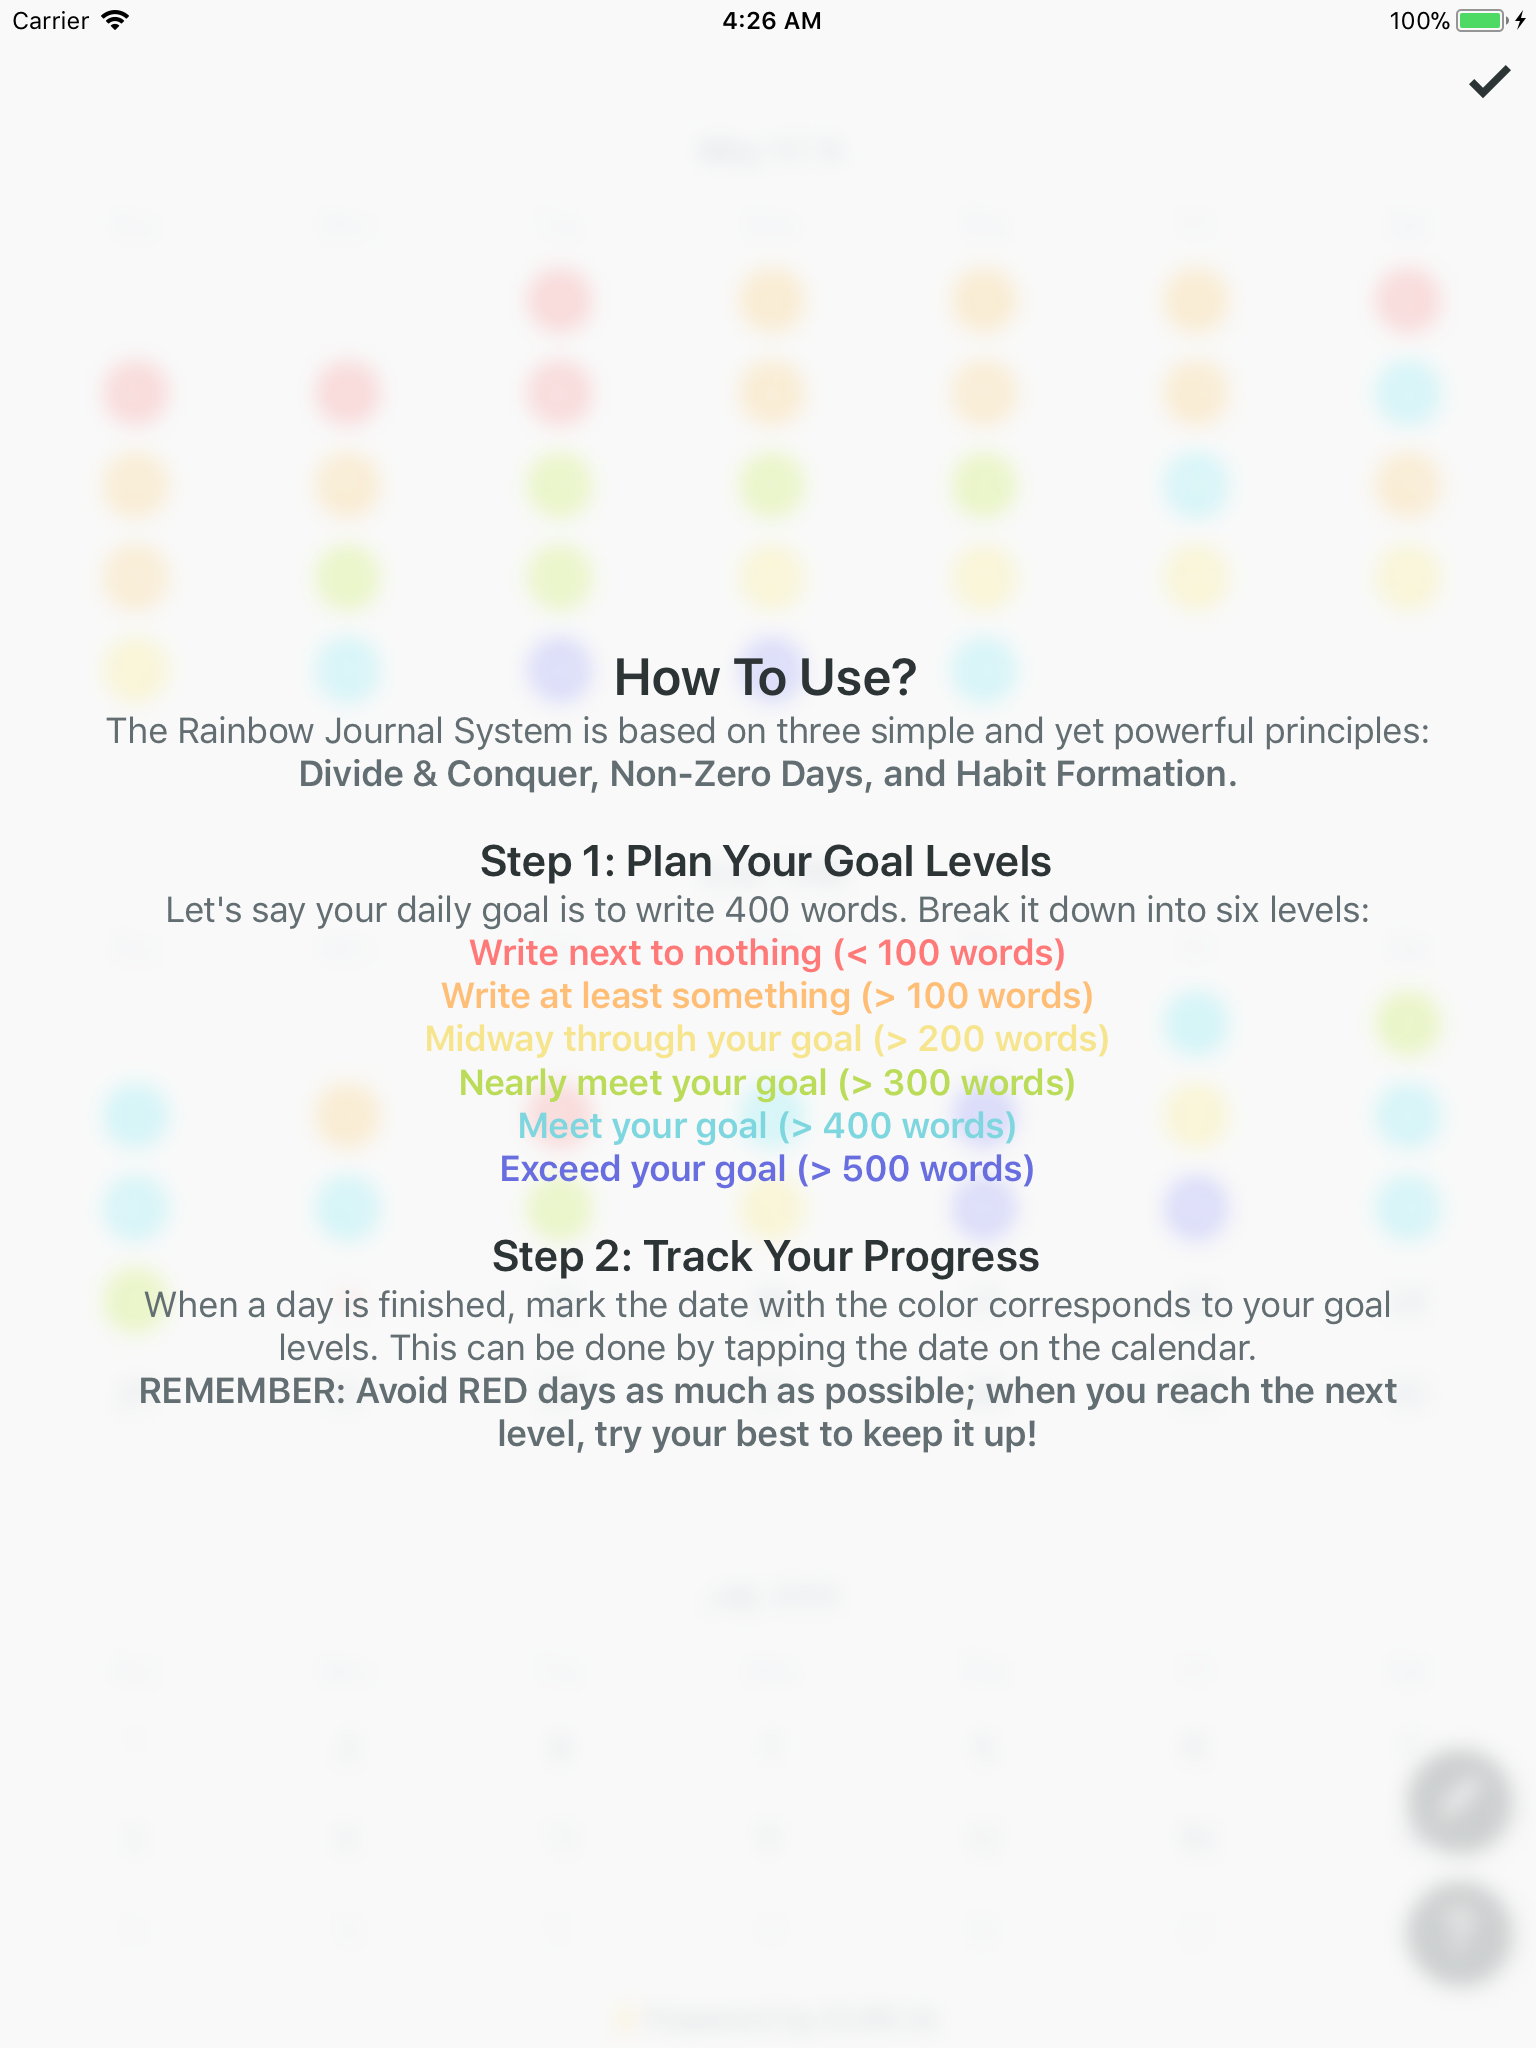 Carrier 4:26 AM 100%
How To Use?
The Rainbow Journal System is based on three simple and yet powerful principles:
Divide & Conquer, Non-Zero Days, and Habit Formation.
Step 1: Plan Your Goal Levels
Let's say your daily goal is to write 400 words. Break it down into six levels:
Write next to nothing (< 100 words)
Write at least something (> 100 words)
Midway through your goal (> 200 words)
Nearly meet your goal (> 300 words)
Meet your goal (> 400 words)
Exceed your goal (> 500 words)
Step 2: Track Your Progress
When a day is finished, mark the date with the color corresponds to your goal
levels. This can be done by tapping the date on the calendar.
REMEMBER: Avoid RED days as much as possible; when you reach the next
level, try your best to keep it up!